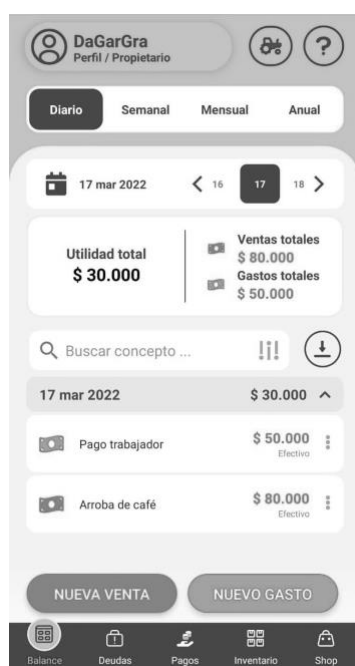 DaGarGra
Perfil / Propietario
?
Diario Semanal Mensual Anual
17 mar 2022 16 17 18
Utilidad total
$ 30.000
Ventas totales
$ 80.000
Gastos totales
$ 50.000
Buscar concepto ...
17 mar 2022 $ 30.000
Pago trabajador $ 50.000
Efectivo
Arroba de café $ 80.000
Efectivo
NUEVA VENTA NUEVO GASTO
Balance Deudas Pagos Inventario Shop